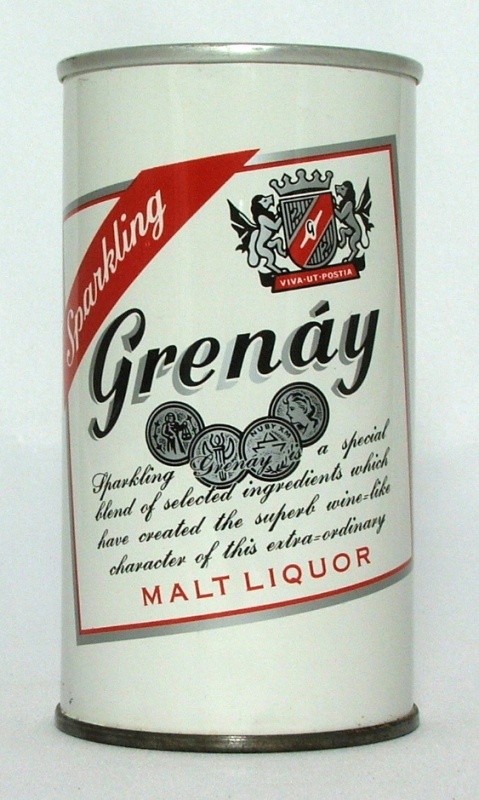 Sparkling
G
VIVA·UT·POSTIA
Grenáy
Sparkling Grenay is a special
blend of selected ingredients which
have created the superb wine=like
character of this extra=ordinary
MALT LIQUOR